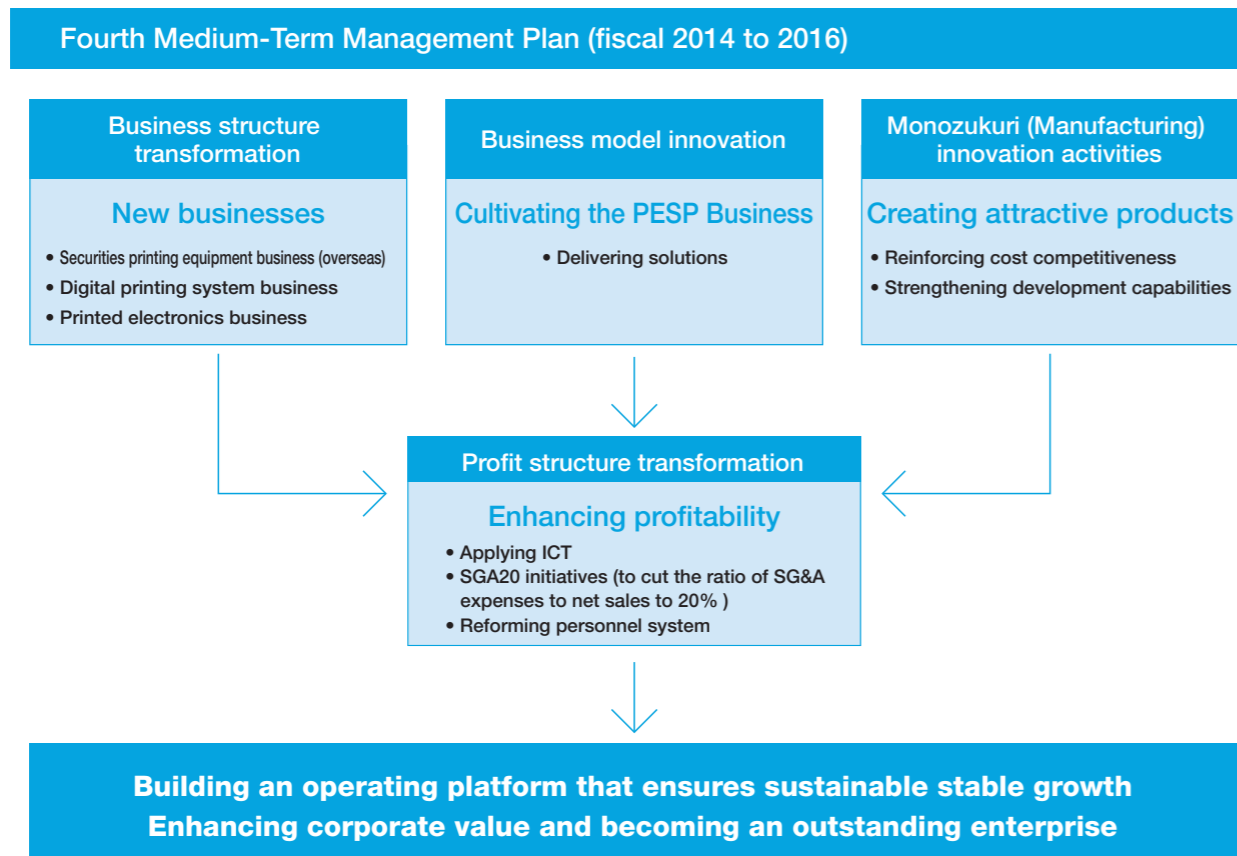 Fourth Medium-Term Management Plan (fiscal 2014 to 2016)
Business structure
transformation
New businesses
• Securities printing equipment business (overseas)
• Digital printing system business
• Printed electronics business
Business model innovation
Cultivating the PESP Business
• Delivering solutions
Monozukuri (Manufacturing)
innovation activities
Creating attractive products
• Reinforcing cost competitiveness
• Strengthening development capabilities
Profit structure transformation
Enhancing profitability
• Applying ICT
• SGA20 initiatives (to cut the ratio of SG&A
expenses to net sales to 20% )
• Reforming personnel system
Building an operating platform that ensures sustainable stable growth
Enhancing corporate value and becoming an outstanding enterprise